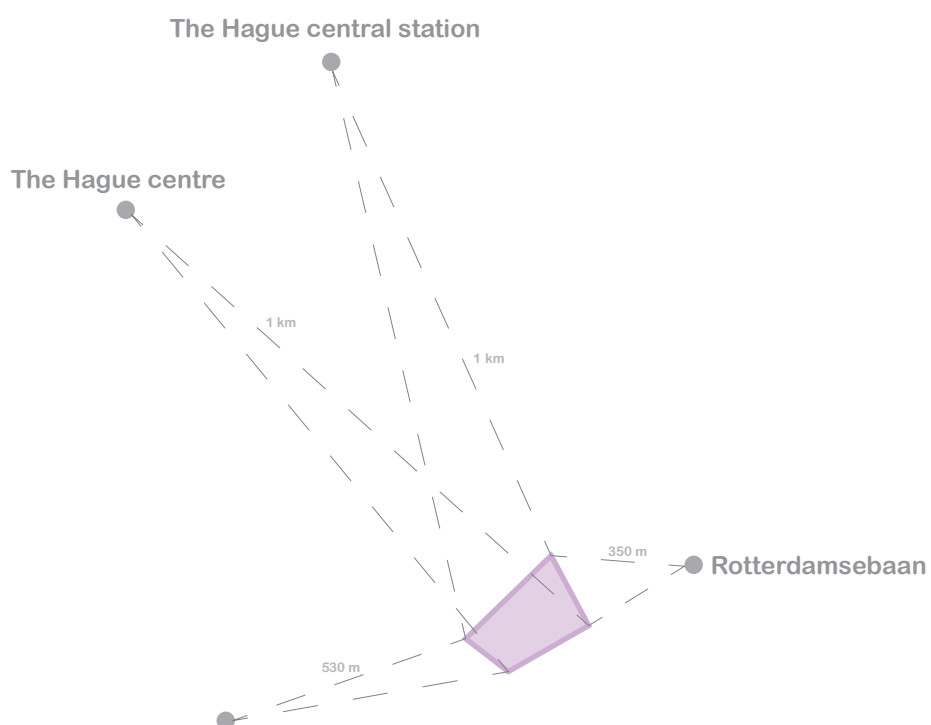 The Hague central station
The Hague centre
1 km
1 km
350 m
Rotterdamsebaan
530 m